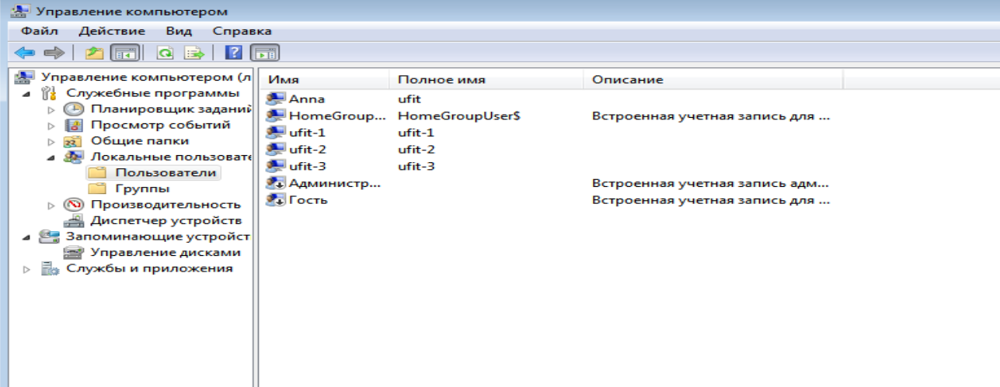 Управление компьютером
Файл Действие Вид Справка
Управление компьютером (л
Служебные программы
Планировщик заданий
Просмотр событий
Общие папки
Локальные пользовате
Пользователи
Группы
Производительность
Диспетчер устройств
Запоминающие устройст
Управление дисками
Службы и приложения
Имя Полное имя Описание
Anna ufit
HomeGroup... HomeGroupUser$ Встроенная учетная запись для ...
ufit-1 ufit-1
ufit-2 ufit-2
ufit-3 ufit-3
Администр... Встроенная учетная запись адм...
Гость Встроенная учетная запись для ...